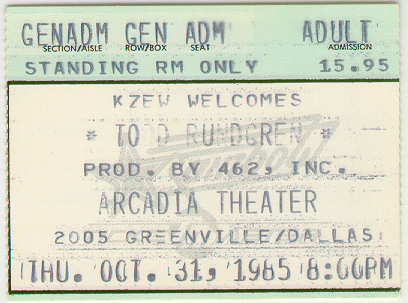 GENADM GEN ADM ADULT
SECTION/AISLE ROW/BOX SEAT ADMISSION
STANDING RM ONLY 15.95
KZEW WELCOMES
* TODD RUNDGREN *
PROD. BY 462, INC.
ARCADIA THEATER
2005 GREENVILLE/DALLAS
THU. OCT. 31, 1985 8:00PM